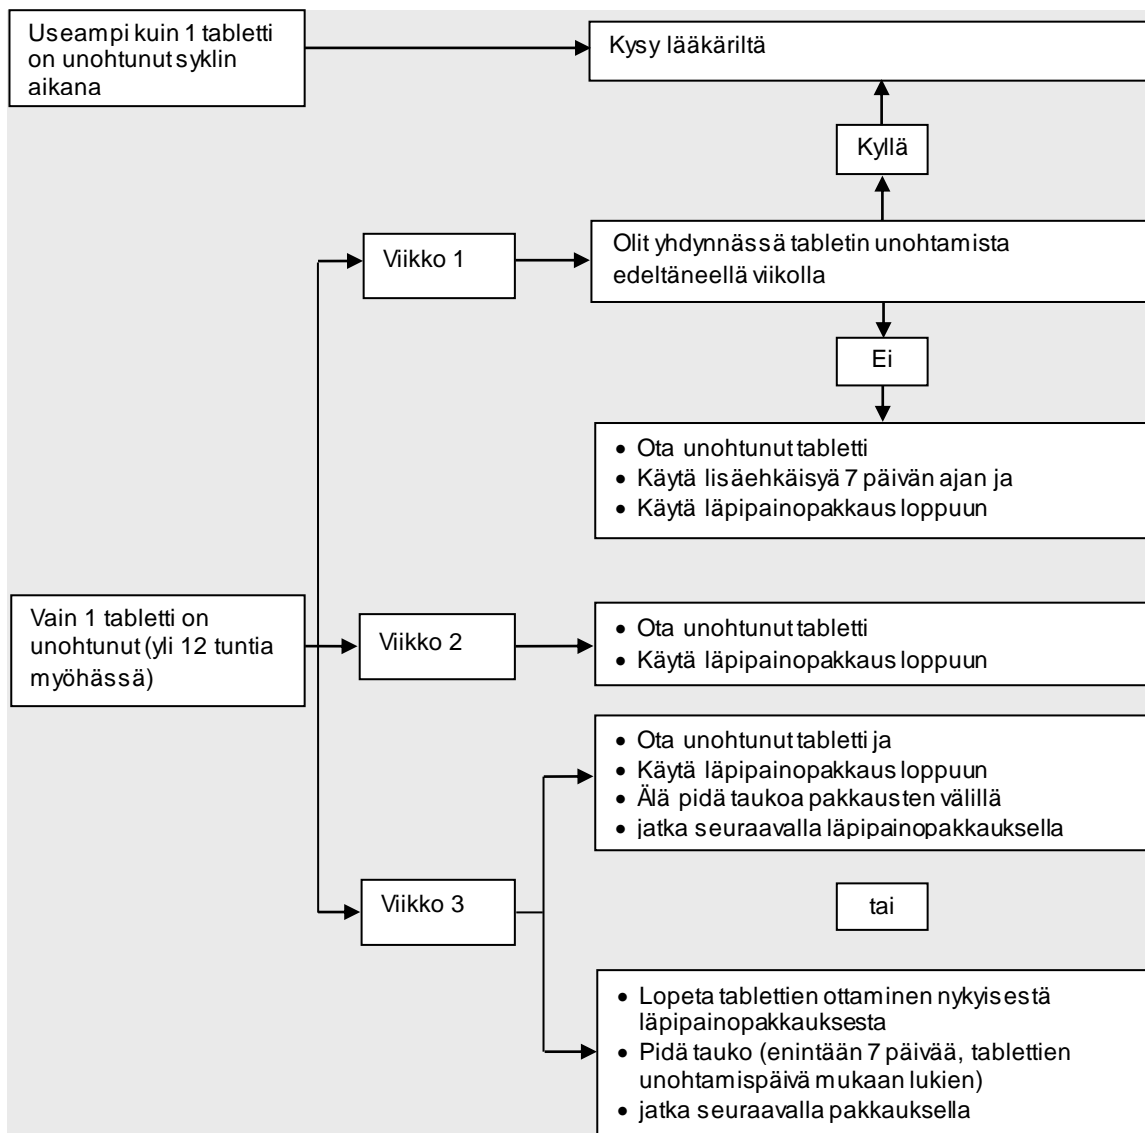 Useampi kuin 1 tabletti
on unohtunut syklin
aikana
Kysy lääkäriltä
Kyllä
Viikko 1
Olit yhdynnässä tabletin unohtamista
edeltäneellä viikolla
Ei
• Ota unohtunut tabletti
• Käytä lisäehkäisyä 7 päivän ajan ja
• Käytä läpipainopakkaus loppuun
Vain 1 tabletti on
unohtunut (yli 12 tuntia
myöhässä)
Viikko 2
• Ota unohtunut tabletti
• Käytä läpipainopakkaus loppuun
• Ota unohtunut tabletti ja
• Käytä läpipainopakkaus loppuun
• Älä pidä taukoa pakkausten välillä
• jatka seuraavalla läpipainopakkauksella
Viikko 3
tai
• Lopeta tablettien ottaminen nykyisestä
läpipainopakkauksesta
• Pidä tauko (enintään 7 päivää, tablettien
unohtamispäivä mukaan lukien)
• jatka seuraavalla pakkauksella